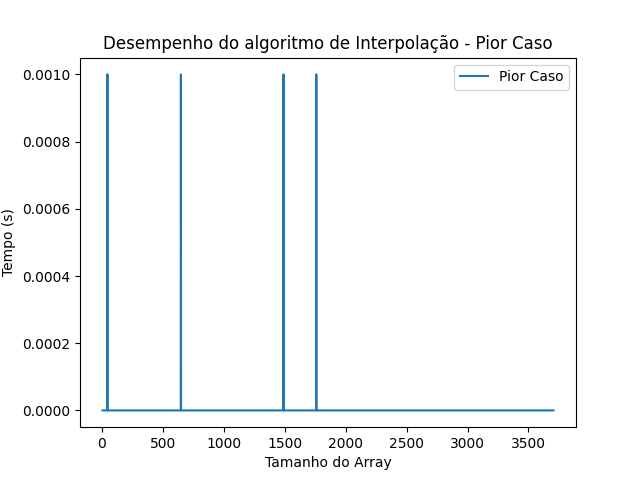 Desempenho do algoritmo de Interpolação - Pior Caso
Pior Caso
0.0010
0.0008
0.0006
0.0004
0.0002
0.0000
Tempo (s)
0 500 1000 1500 2000 2500 3000 3500
Tamanho do Array